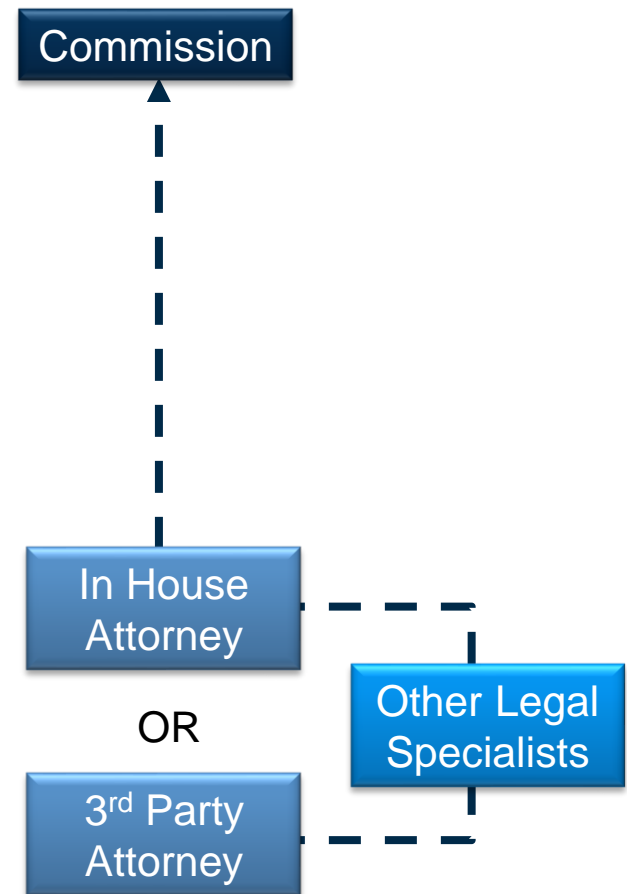 Commission
In House
Attorney
OR
Other Legal
Specialists
3rd Party
Attorney